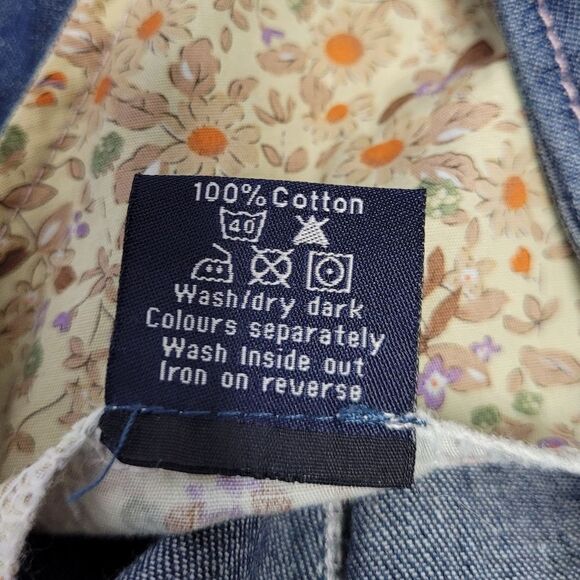 100% Cotton
40
Wash/dry dark
Colours separately
Wash Inside out
Iron on reverse